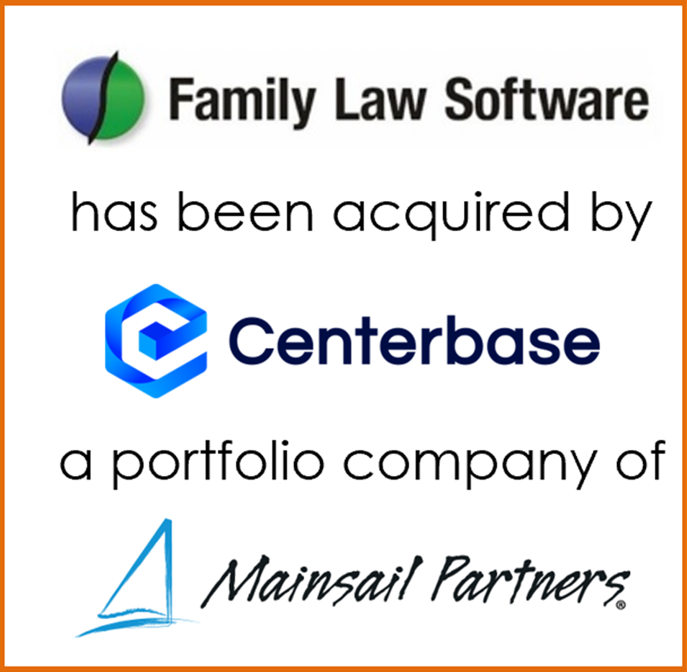 Family Law Software
has been acquired by
Centerbase
a portfolio company of
Mainsail Partners®